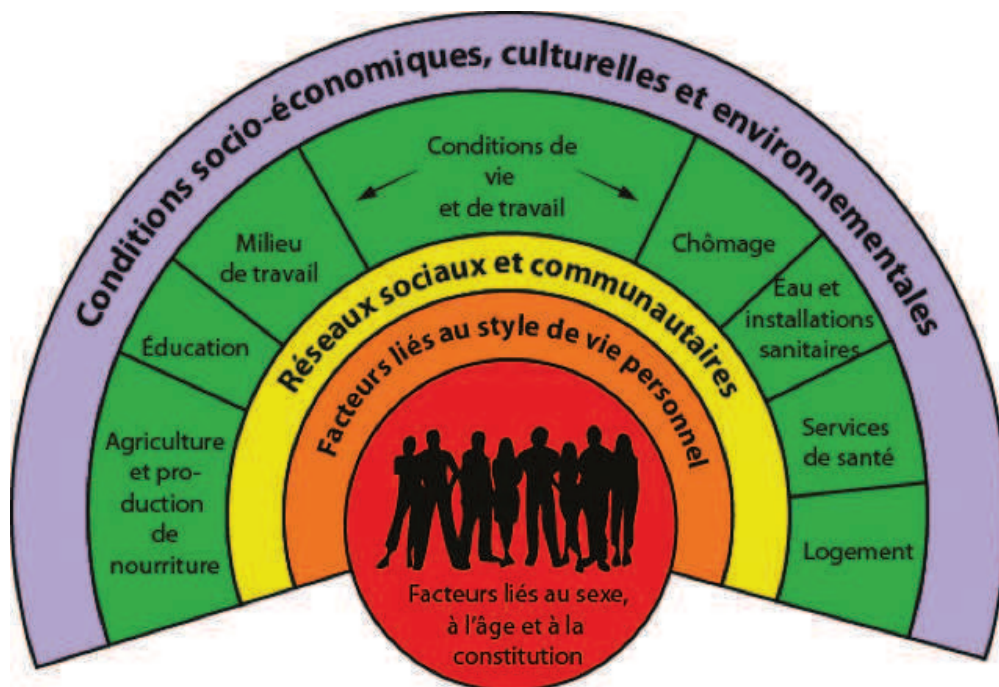 Conditions socio-économiques, culturelles et environnementales
Conditions de
vie
et de travail
Milieu
de travail
Chômage
Éducation
Eau et
installations
sanitaires
Agriculture
et pro-
duction
de
nourriture
Services
de santé
Logement
Réseaux sociaux et communautaires
Facteurs liés au style de vie personnel
Facteurs liés au sexe,
à l'âge et à la
constitution